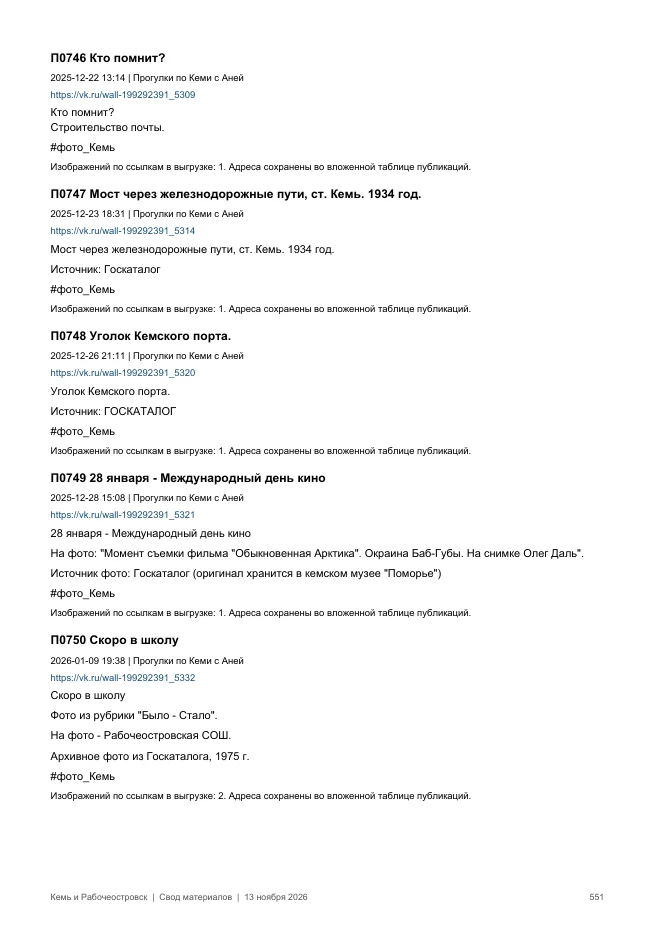 П0746 Кто помнит?
2025-12-22 13:14 | Прогулки по Кеми с Аней
https://vk.ru/wall-199292391_5309
Кто помнит?
Строительство почты.
#фото_Кемь
Изображений по ссылкам в выгрузке: 1. Адреса сохранены во вложенной таблице публикаций.
П0747 Мост через железнодорожные пути, ст. Кемь. 1934 год.
2025-12-23 18:31 | Прогулки по Кеми с Аней
https://vk.ru/wall-199292391_5314
Мост через железнодорожные пути, ст. Кемь. 1934 год.
Источник: Госкаталог
#фото_Кемь
Изображений по ссылкам в выгрузке: 1. Адреса сохранены во вложенной таблице публикаций.
П0748 Уголок Кемского порта.
2025-12-26 21:11 | Прогулки по Кеми с Аней
https://vk.ru/wall-199292391_5320
Уголок Кемского порта.
Источник: ГОСКАТАЛОГ
#фото_Кемь
Изображений по ссылкам в выгрузке: 1. Адреса сохранены во вложенной таблице публикаций.
П0749 28 января - Международный день кино
2025-12-28 15:08 | Прогулки по Кеми с Аней
https://vk.ru/wall-199292391_5321
28 января - Международный день кино
На фото: "Момент съемки фильма "Обыкновенная Арктика". Окраина Баб-Губы. На снимке Олег Даль".
Источник фото: Госкаталог (оригинал хранится в кемском музее "Поморье")
#фото_Кемь
Изображений по ссылкам в выгрузке: 1. Адреса сохранены во вложенной таблице публикаций.
П0750 Скоро в школу
2026-01-09 19:38 | Прогулки по Кеми с Аней
https://vk.ru/wall-199292391_5332
Скоро в школу
Фото из рубрики "Было - Стало".
На фото - Рабочеостровская СОШ.
Архивное фото из Госкаталога, 1975 г.
#фото_Кемь
Изображений по ссылкам в выгрузке: 2. Адреса сохранены во вложенной таблице публикаций.
Кемь и Рабочеостровск | Свод материалов | 13 ноября 2026 551